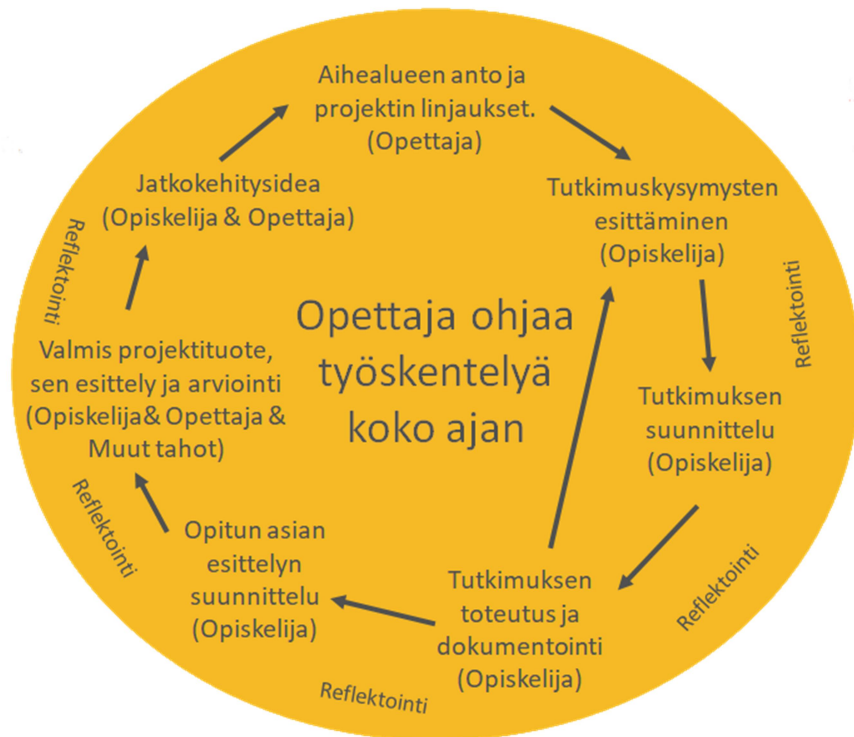 Aihealueen anto ja
projektin linjaukset.
(Opettaja)
Tutkimuskysymysten
esittäminen
(Opiskelija)
Reflektointi
Tutkimuksen
suunnittelu
(Opiskelija)
Reflektointi
Tutkimuksen
toteutus ja
dokumentointi
(Opiskelija)
Reflektointi
Opitun asian
esittelyn
suunnittelu
(Opiskelija)
Reflektointi
Valmis projektituote,
sen esittely ja arviointi
(Opiskelija& Opettaja &
Muut tahot)
Reflektointi
Jatkokehitysidea
(Opiskelija & Opettaja)
Opettaja ohjaa
työskentelyä
koko ajan